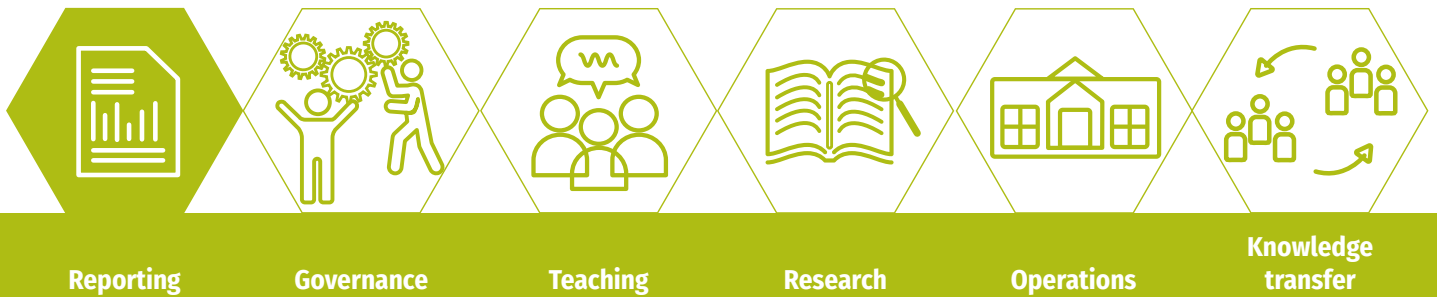 Reporting
Governance
Teaching
Research
Operations
Knowledge
transfer